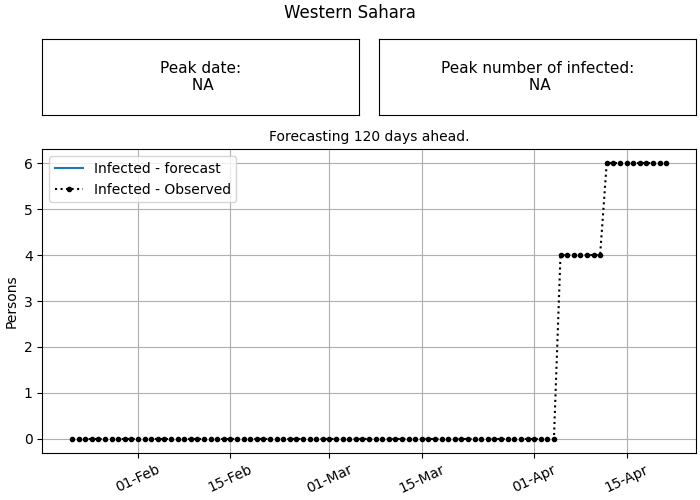 Western Sahara
Peak date:
NA
Peak number of infected:
NA
Forecasting 120 days ahead.
Infected - forecast
Infected - Observed
Persons
6
5
4
3
2
1
0
01-Feb
15-Feb
01-Mar
15-Mar
01-Apr
15-Apr